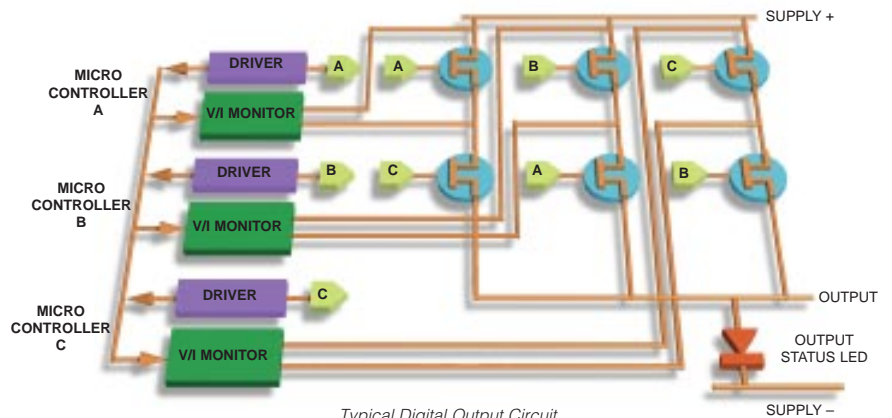 SUPPLY +
DRIVER
A
A
B
C
MICRO
CONTROLLER
A
V/I MONITOR
DRIVER
B
C
A
B
MICRO
CONTROLLER
B
V/I MONITOR
DRIVER
C
OUTPUT
MICRO
CONTROLLER
C
V/I MONITOR
OUTPUT
STATUS LED
SUPPLY –
Typical Digital Output Circuit